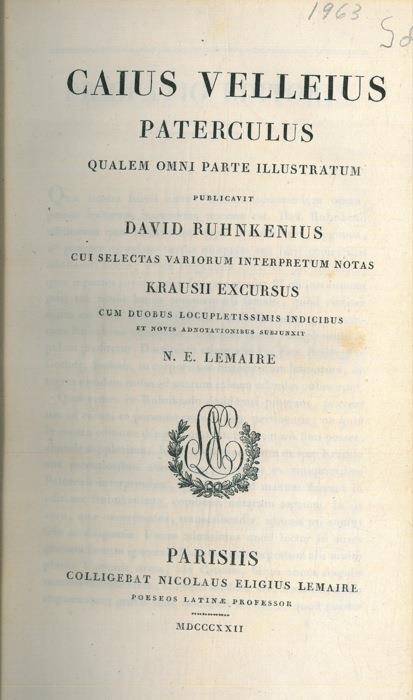 1963
CAIUS VELLEIUS
PATERCULUS
QUALEM OMNI PARTE ILLUSTRATUM
PUBLICAVIT
DAVID RUHNKENIUS
CUI SELECTAS VARIORUM INTERPRETUM NOTAS
KRAUSII EXCURSUS
CUM DUOBUS LOCUPLETISSIMIS INDICIBUS
ET NOVIS ADNOTATIONIBUS SUBJUNXIT
N. E. LEMAIRE
PARISIIS
COLLIGEBAT NICOLAUS ELIGIUS LEMAIRE
POESEOS LATINÆ PROFESSOR
MDCCCXXII